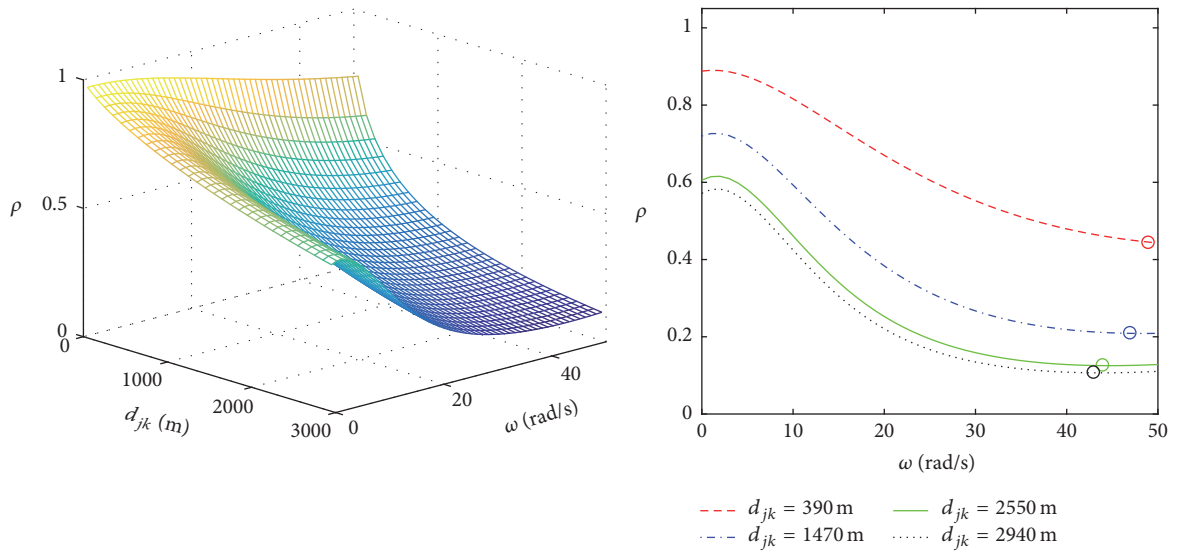 1
0.5
0
ρ
0
1000
2000
3000
d_jk (m)
0
20
40
ω (rad/s)
1
0.8
0.6
0.4
0.2
0
ρ
0 10 20 30 40 50
ω (rad/s)
d_jk = 390 m d_jk = 2550 m
d_jk = 1470 m d_jk = 2940 m